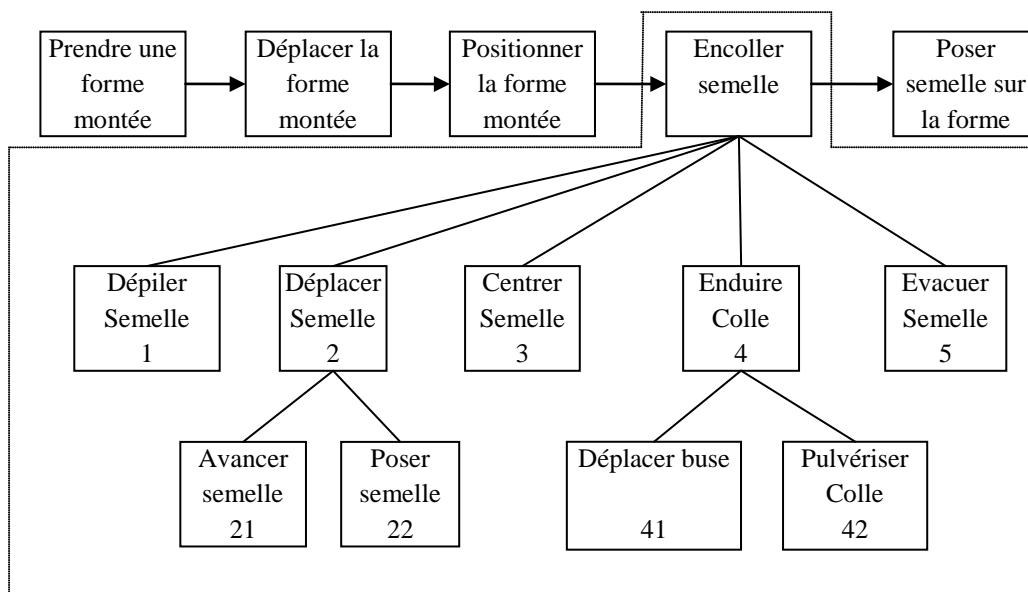 Prendre une
forme
montée
Déplacer la
forme
montée
Positionner
la forme
montée
Encoller
semelle
Poser
semelle sur
la forme
Dépiler
Semelle
1
Déplacer
Semelle
2
Centrer
Semelle
3
Enduire
Colle
4
Evacuer
Semelle
5
Avancer
semelle
21
Poser
semelle
22
Déplacer buse
41
Pulvériser
Colle
42